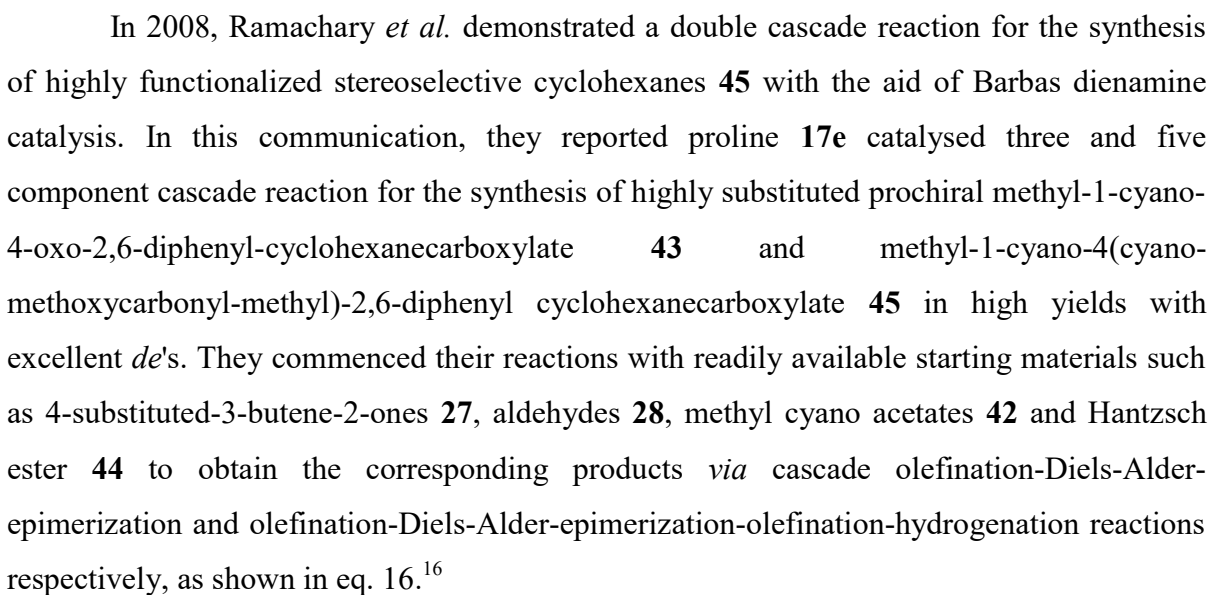 In 2008, Ramachary et al. demonstrated a double cascade reaction for the synthesis
of highly functionalized stereoselective cyclohexanes 45 with the aid of Barbas dienamine
catalysis. In this communication, they reported proline 17e catalysed three and five
component cascade reaction for the synthesis of highly substituted prochiral methyl-1-cyano-
4-oxo-2,6-diphenyl-cyclohexanecarboxylate 43 and methyl-1-cyano-4(cyano-
methoxycarbonyl-methyl)-2,6-diphenyl cyclohexanecarboxylate 45 in high yields with
excellent de's. They commenced their reactions with readily available starting materials such
as 4-substituted-3-butene-2-ones 27, aldehydes 28, methyl cyano acetates 42 and Hantzsch
ester 44 to obtain the corresponding products via cascade olefination-Diels-Alder-
epimerization and olefination-Diels-Alder-epimerization-olefination-hydrogenation reactions
respectively, as shown in eq. 16.16